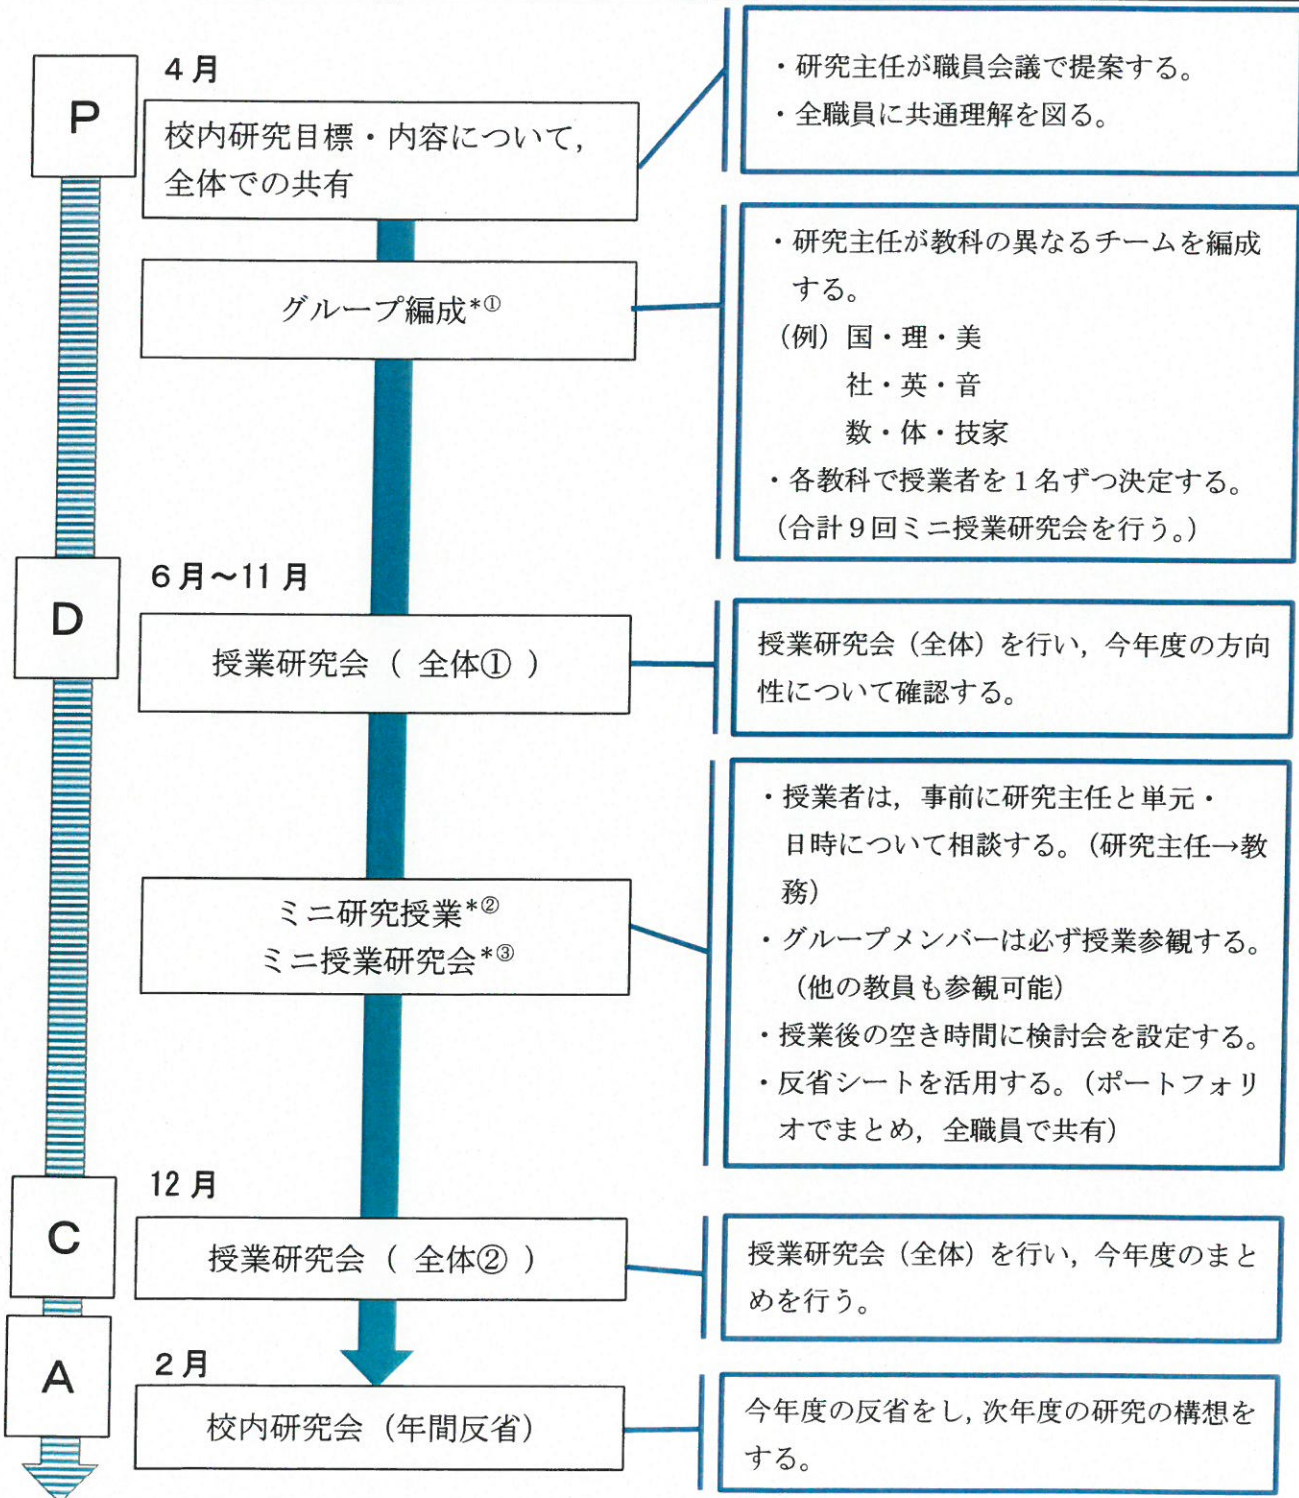 P
4月
校内研究目標・内容について,
全体での共有
・研究主任が職員会議で提案する。
・全職員に共通理解を図る。
グループ編成*①
・研究主任が教科の異なるチームを編成
する。
(例) 国・理・美
社・英・音
数・体・技家
・各教科で授業者を1名ずつ決定する。
(合計9回ミニ授業研究会を行う。)
D
6月～11月
授業研究会 ( 全体① )
授業研究会 (全体) を行い, 今年度の方向
性について確認する。
ミニ研究授業*②
ミニ授業研究会*③
・授業者は, 事前に研究主任と単元・
日時について相談する。(研究主任→教
務)
・グループメンバーは必ず授業参観する。
(他の教員も参観可能)
・授業後の空き時間に検討会を設定する。
・反省シートを活用する。(ポートフォリ
オでまとめ, 全職員で共有)
C
12月
授業研究会 ( 全体② )
授業研究会 (全体) を行い, 今年度のまと
めを行う。
A
2月
校内研究会 (年間反省)
今年度の反省をし, 次年度の研究の構想を
する。